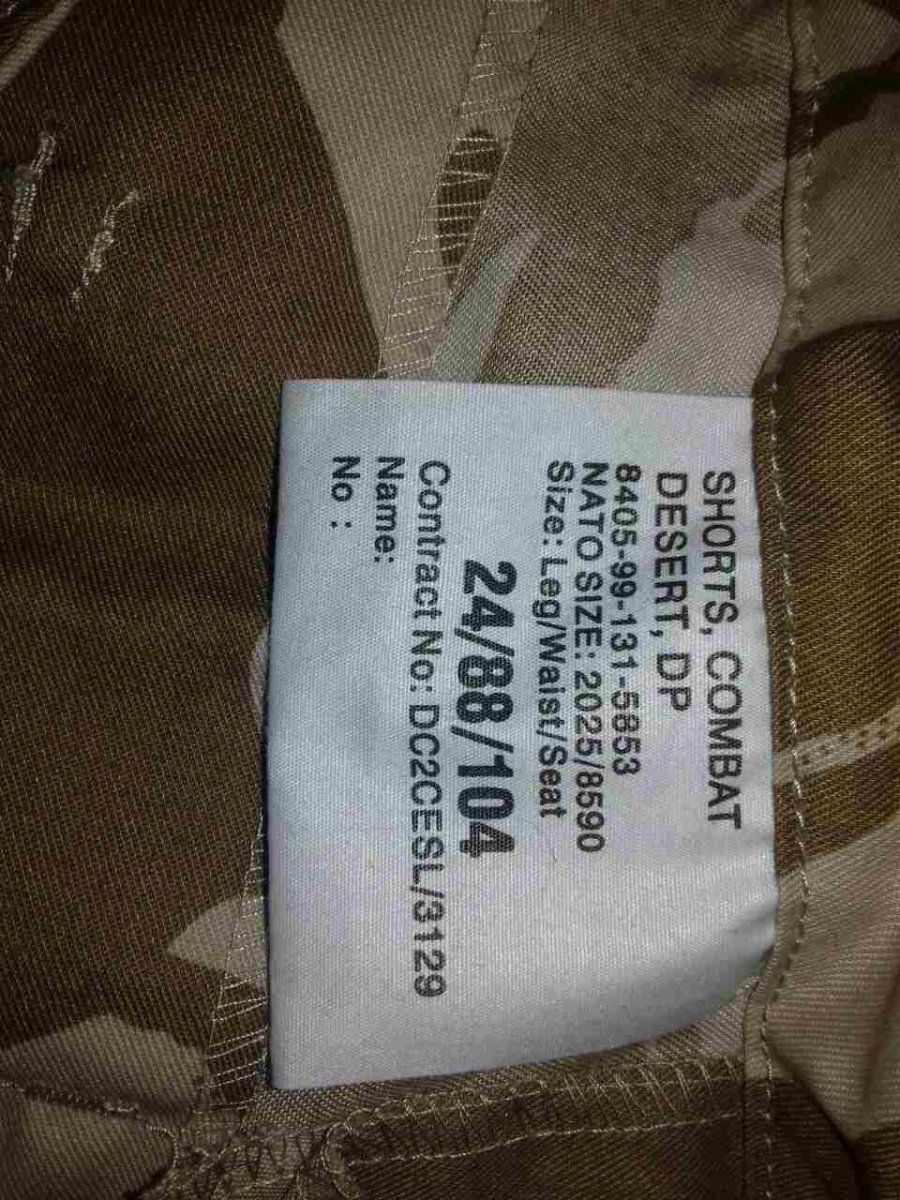 SHORTS, COMBAT
DESERT, DP
8405-99-131-5853
NATO SIZE: 2025/8590
Size: Leg/Waist/Seat
24/88/104
Contract No: DC2CESL/3129
Name:
No :